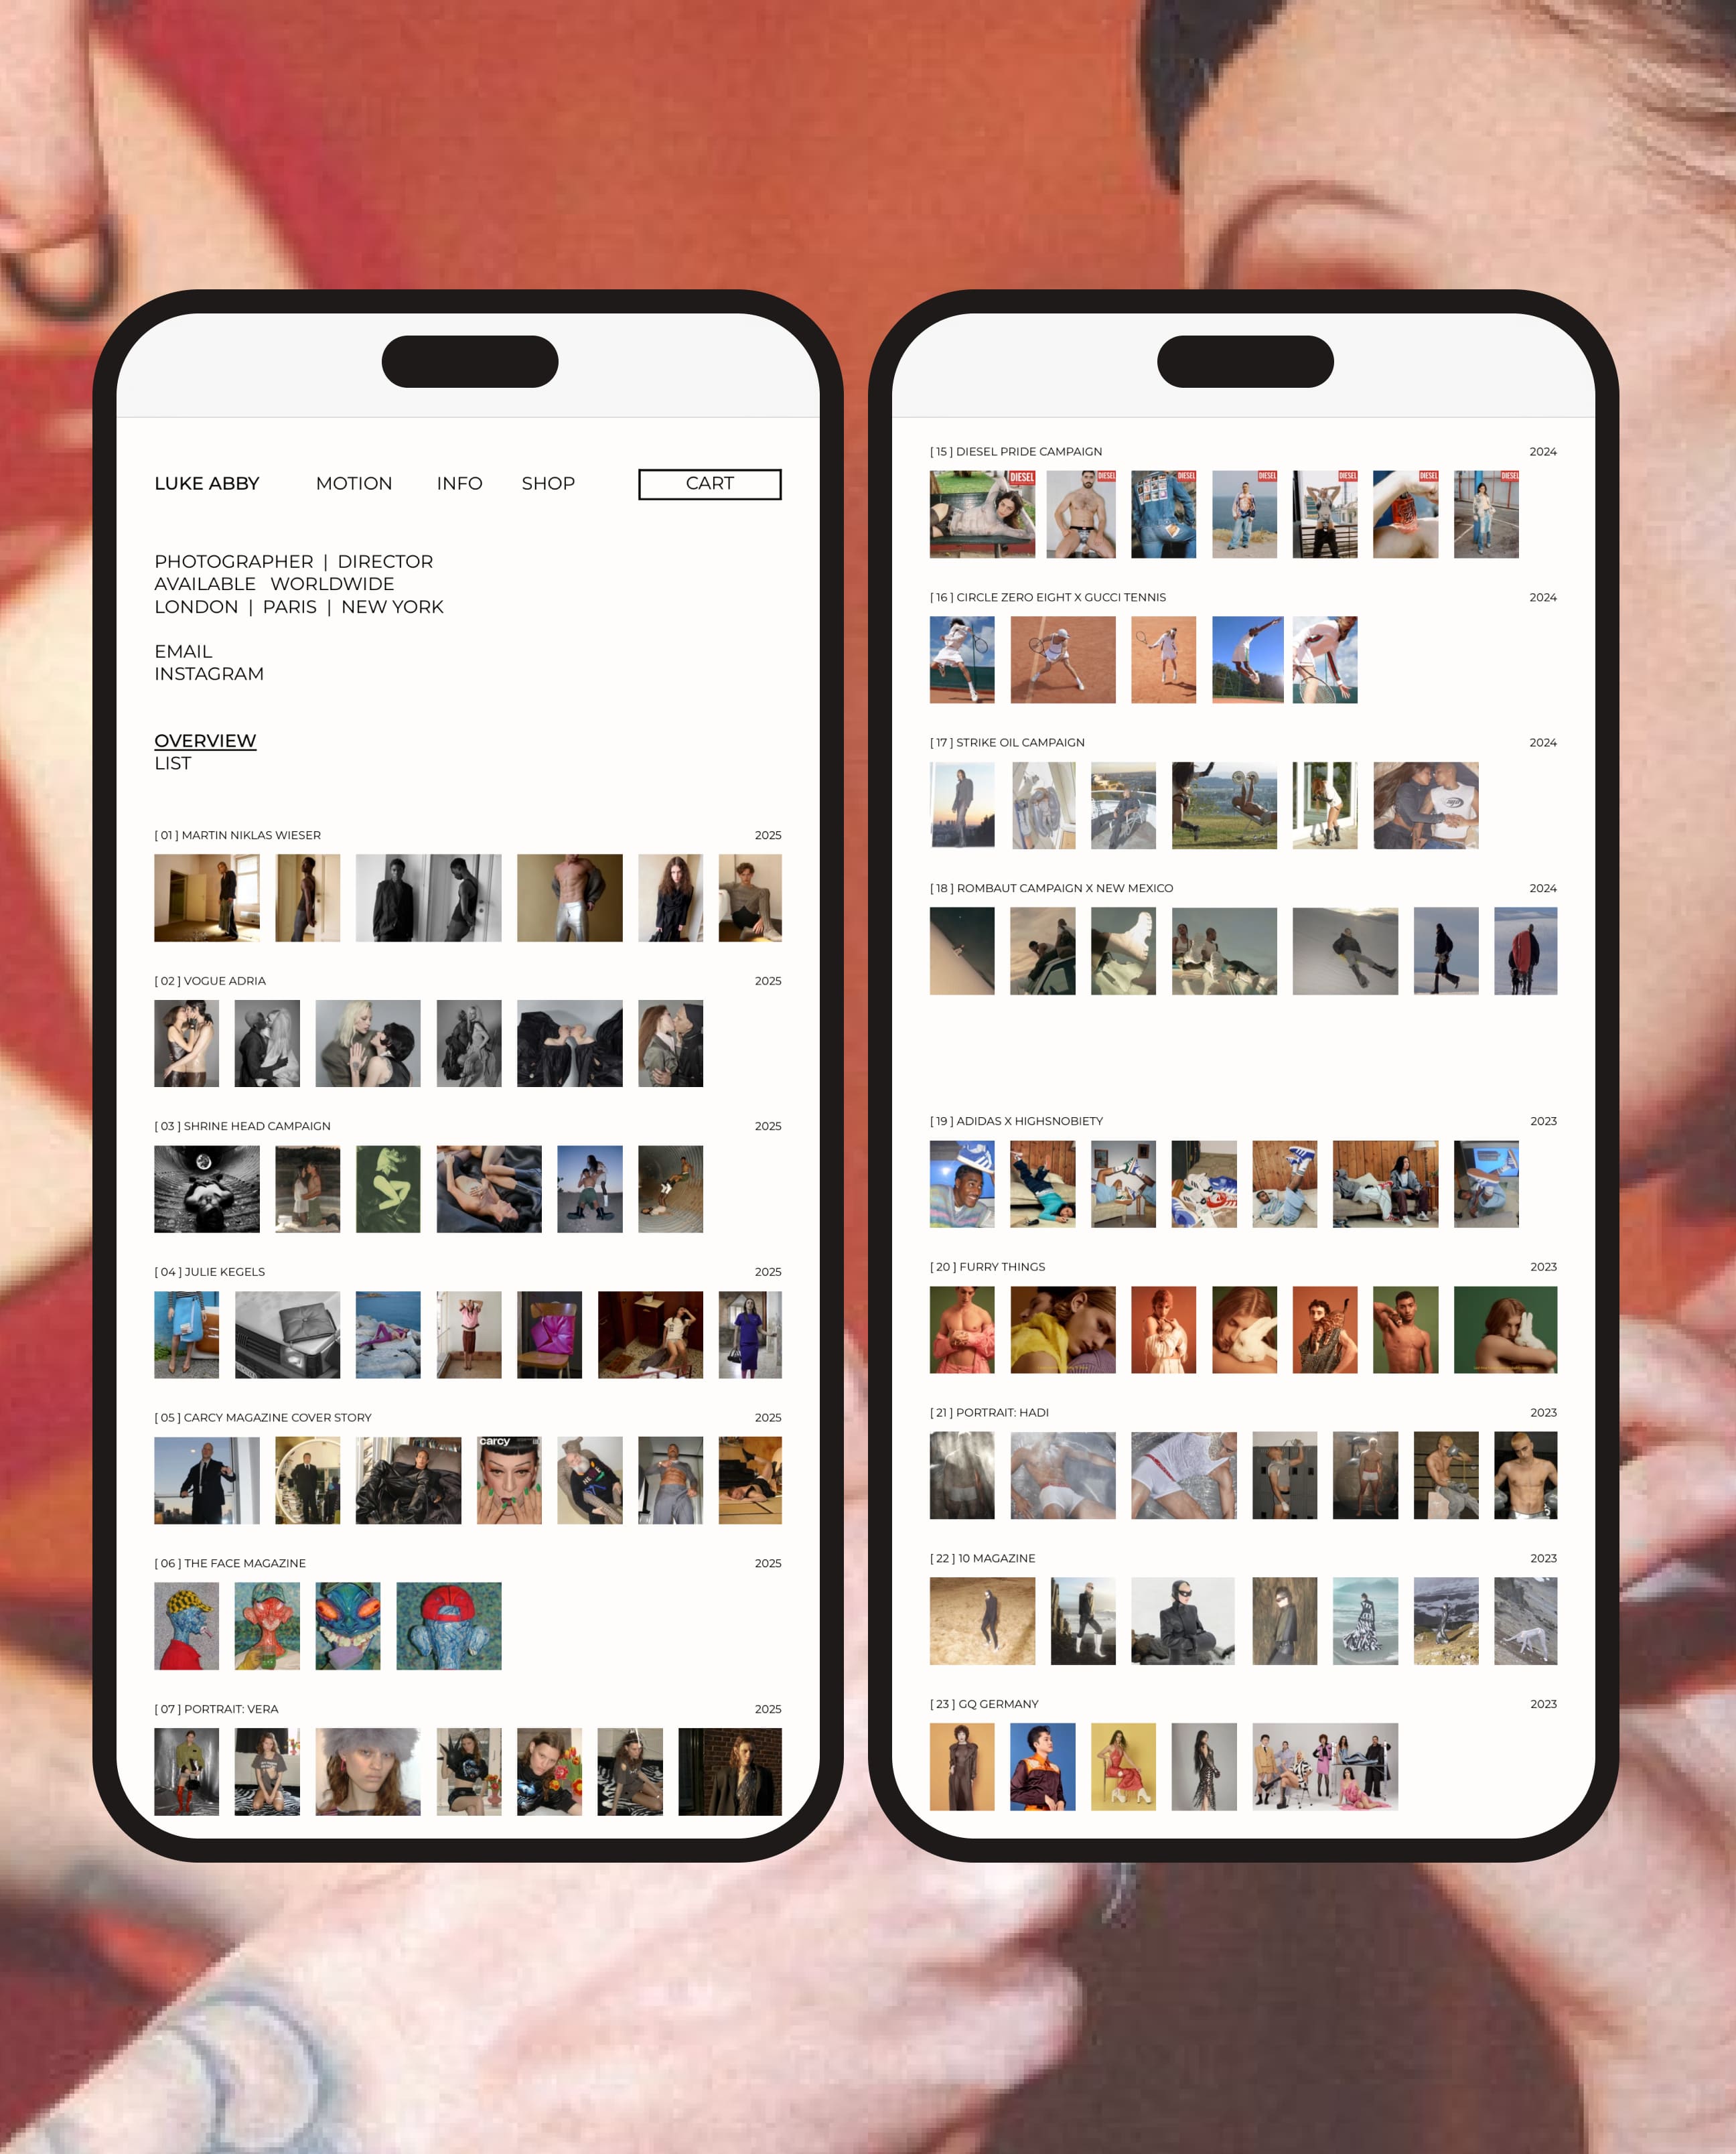 LUKE ABBY MOTION INFO SHOP CART
PHOTOGRAPHER | DIRECTOR
AVAILABLE WORLDWIDE
LONDON | PARIS | NEW YORK
EMAIL
INSTAGRAM
OVERVIEW
LIST
[ 01 ] MARTIN NIKLAS WIESER 2025
[ 02 ] VOGUE ADRIA 2025
[ 03 ] SHRINE HEAD CAMPAIGN 2025
[ 04 ] JULIE KEGELS 2025
[ 05 ] CARCY MAGAZINE COVER STORY 2025
carcy
[ 06 ] THE FACE MAGAZINE 2025
[ 07 ] PORTRAIT: VERA 2025
[ 15 ] DIESEL PRIDE CAMPAIGN 2024
DIESEL DIESEL DIESEL DIESEL DIESEL DIESEL DIESEL
[ 16 ] CIRCLE ZERO EIGHT X GUCCI TENNIS 2024
[ 17 ] STRIKE OIL CAMPAIGN 2024
[ 18 ] ROMBAUT CAMPAIGN X NEW MEXICO 2024
[ 19 ] ADIDAS X HIGHSNOBIETY 2023
[ 20 ] FURRY THINGS 2023
[ 21 ] PORTRAIT: HADI 2023
[ 22 ] 10 MAGAZINE 2023
[ 23 ] GQ GERMANY 2023